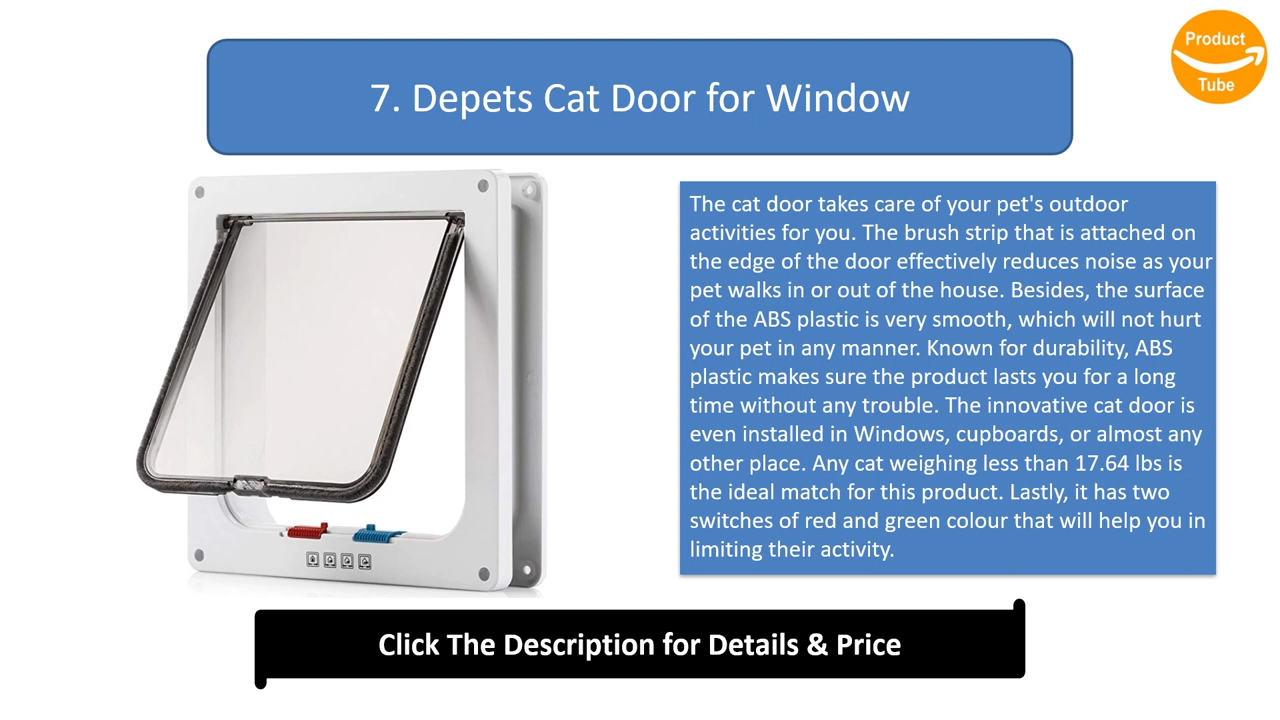 Product
Tube
7. Depets Cat Door for Window
The cat door takes care of your pet's outdoor
activities for you. The brush strip that is attached on
the edge of the door effectively reduces noise as your
pet walks in or out of the house. Besides, the surface
of the ABS plastic is very smooth, which will not hurt
your pet in any manner. Known for durability, ABS
plastic makes sure the product lasts you for a long
time without any trouble. The innovative cat door is
even installed in Windows, cupboards, or almost any
other place. Any cat weighing less than 17.64 lbs is
the ideal match for this product. Lastly, it has two
switches of red and green colour that will help you in
limiting their activity.
Click The Description for Details & Price